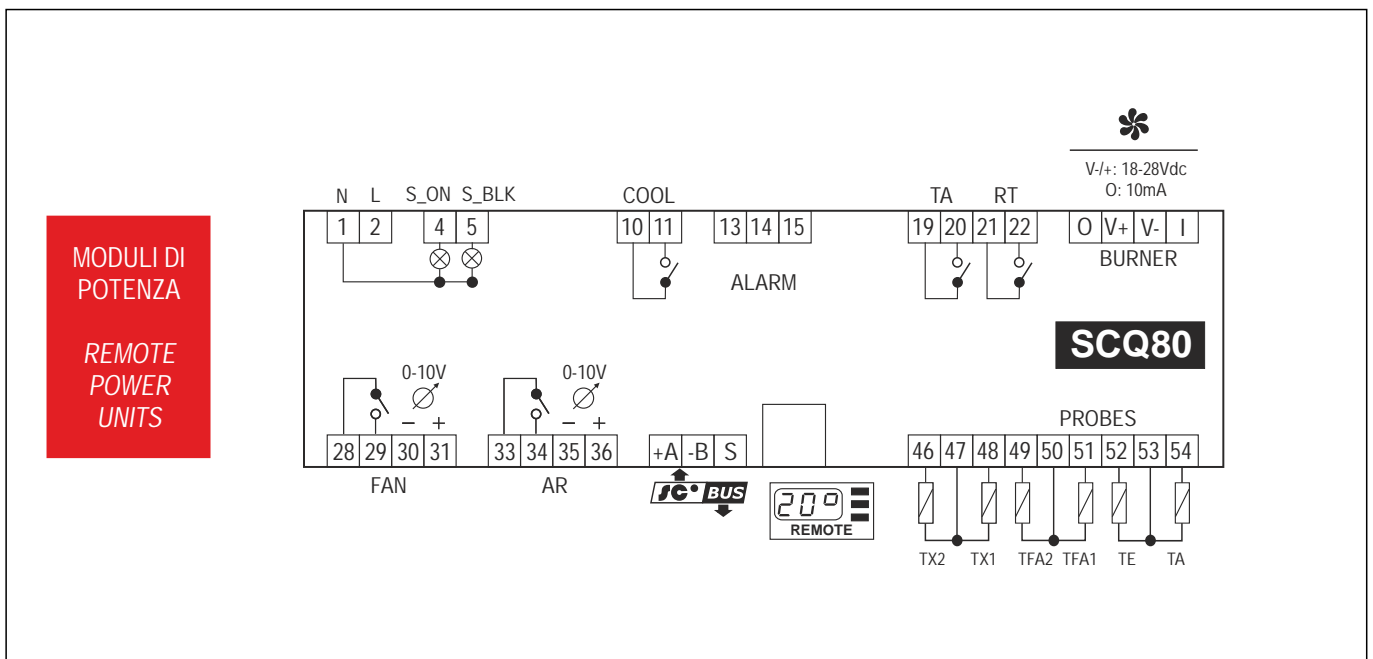 MODULI DI
POTENZA
REMOTE
POWER
UNITS
V-/+: 18-28Vdc
O: 10mA
N L S_ON S_BLK COOL TA RT
1 2 4 5 10 11 13 14 15 19 20 21 22 O V+ V- I
BURNER
ALARM
SCQ80
0-10V 0-10V
PROBES
− + − +
28 29 30 31 33 34 35 36 +A -B S 46 47 48 49 50 51 52 53 54
FAN AR
SC BUS
20°
REMOTE
TX2 TX1 TFA2 TFA1 TE TA